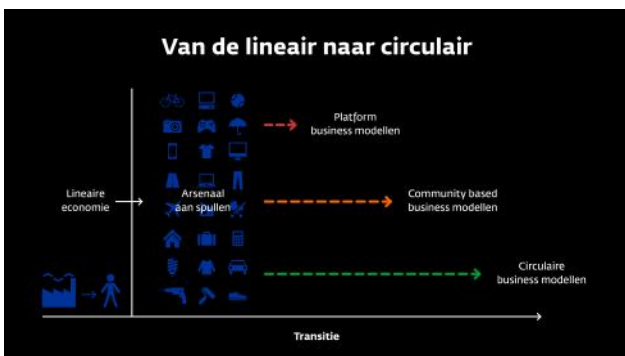 Van de lineair naar circulair
Platform
business modellen
Lineaire
economie
Arsenaal
aan spullen
Community based
business modellen
Circulaire
business modellen
Transitie